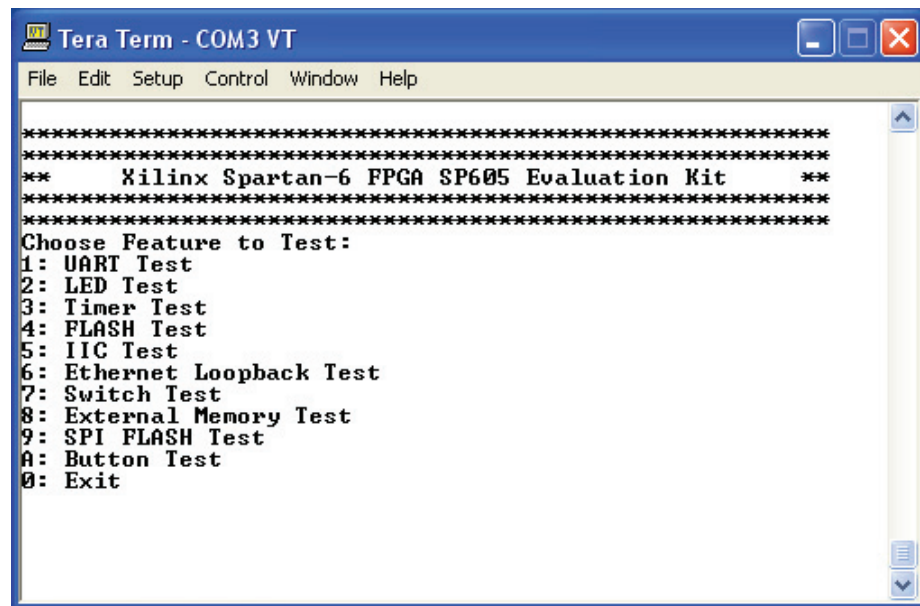 Tera Term - COM3 VT
File Edit Setup Control Window Help
********************************************************
********************************************************
**      Xilinx Spartan-6 FPGA SP605 Evaluation Kit      **
********************************************************
********************************************************
Choose Feature to Test:
1: UART Test
2: LED Test
3: Timer Test
4: FLASH Test
5: IIC Test
6: Ethernet Loopback Test
7: Switch Test
8: External Memory Test
9: SPI FLASH Test
A: Button Test
0: Exit